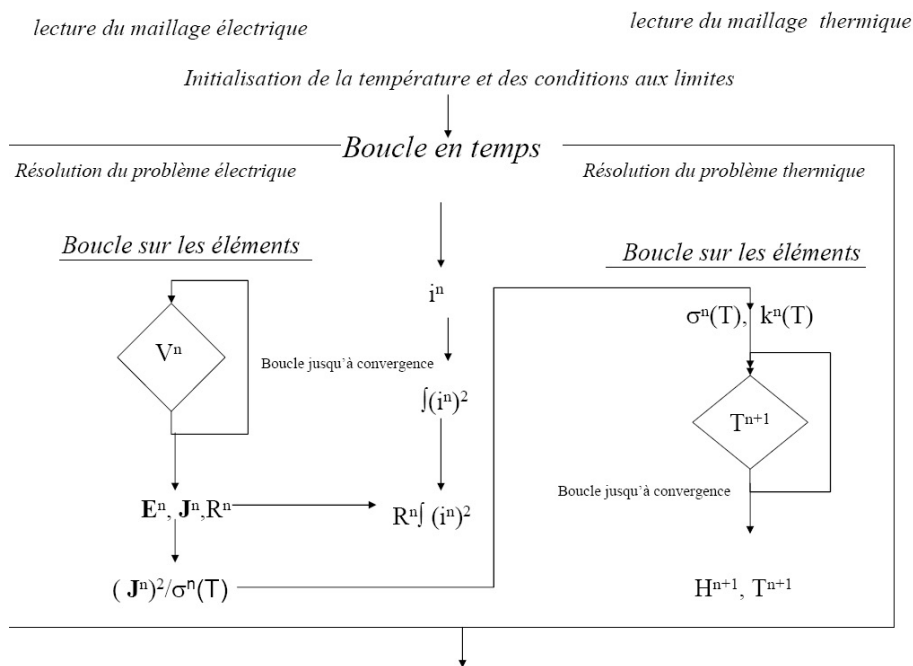 lecture du maillage électrique
lecture du maillage thermique
Initialisation de la température et des conditions aux limites
Boucle en temps
Résolution du problème électrique
Résolution du problème thermique
Boucle sur les éléments
Boucle sur les éléments
iⁿ
σⁿ(T), kⁿ(T)
Vⁿ
Boucle jusqu'à convergence
∫(iⁿ)²
Tⁿ⁺¹
Boucle jusqu'à convergence
Eⁿ, Jⁿ,Rⁿ
Rⁿ∫ (iⁿ)²
( Jⁿ)²/σⁿ(T)
Hⁿ⁺¹, Tⁿ⁺¹